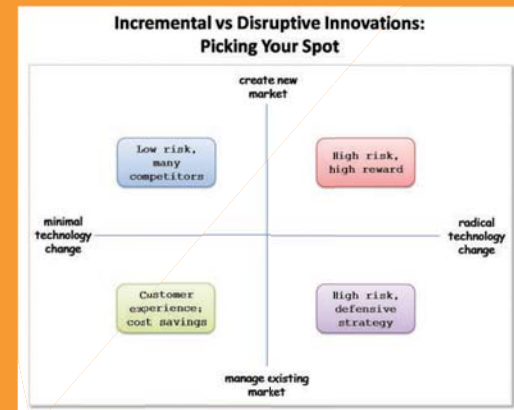 Incremental vs Disruptive Innovations:
Picking Your Spot
create new
market
Low risk,
many
competitors
High risk,
high reward
minimal
technology
change
radical
technology
change
Customer
experience;
cost savings
High risk,
defensive
strategy
manage existing
market